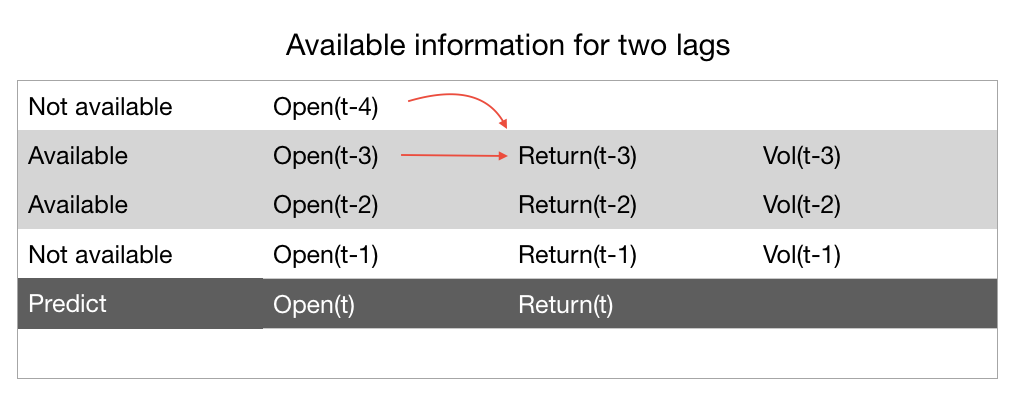 Available information for two lags
Not available Open(t-4)
Available Open(t-3) Return(t-3) Vol(t-3)
Available Open(t-2) Return(t-2) Vol(t-2)
Not available Open(t-1) Return(t-1) Vol(t-1)
Predict Open(t) Return(t)